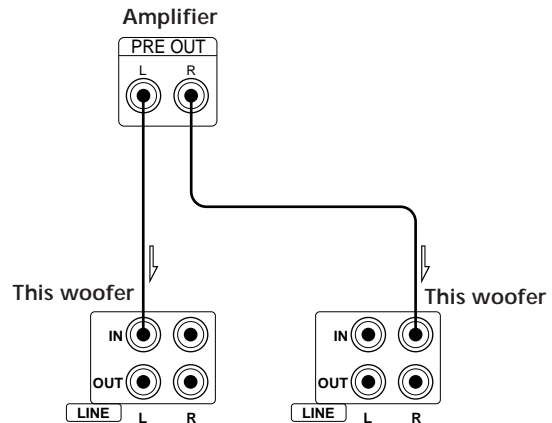 Amplifier
PRE OUT
L R
This woofer
This woofer
IN
IN
OUT
OUT
LINE L R
LINE L R